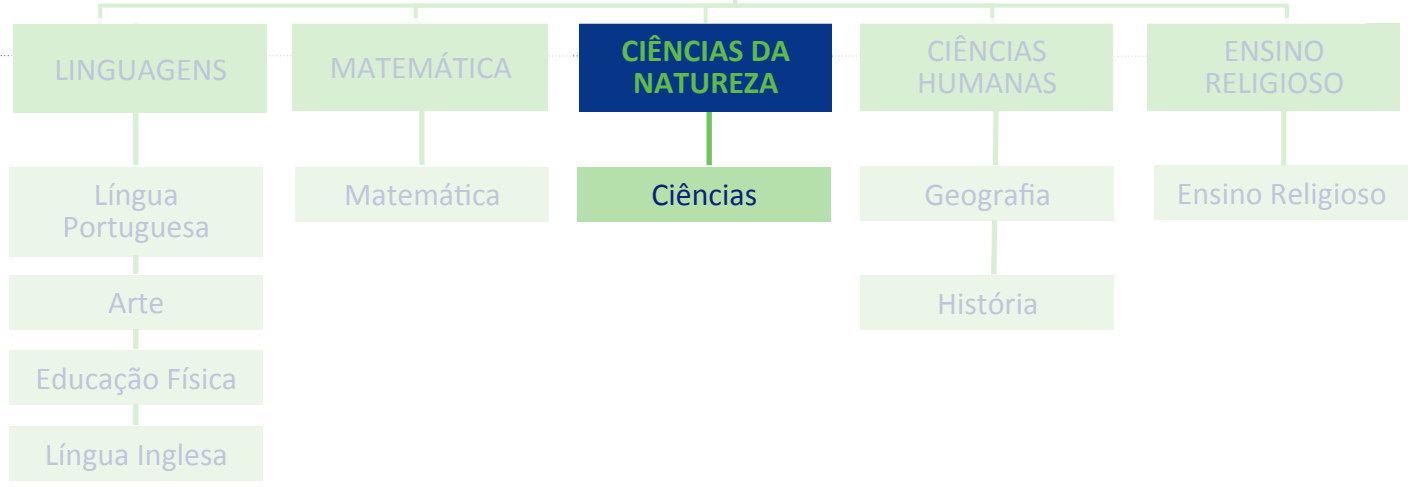 LINGUAGENS
MATEMÁTICA
CIÊNCIAS DA
NATUREZA
CIÊNCIAS
HUMANAS
ENSINO
RELIGIOSO
Língua
Portuguesa
Matemática
Ciências
Geografia
Ensino Religioso
Arte
História
Educação Física
Língua Inglesa